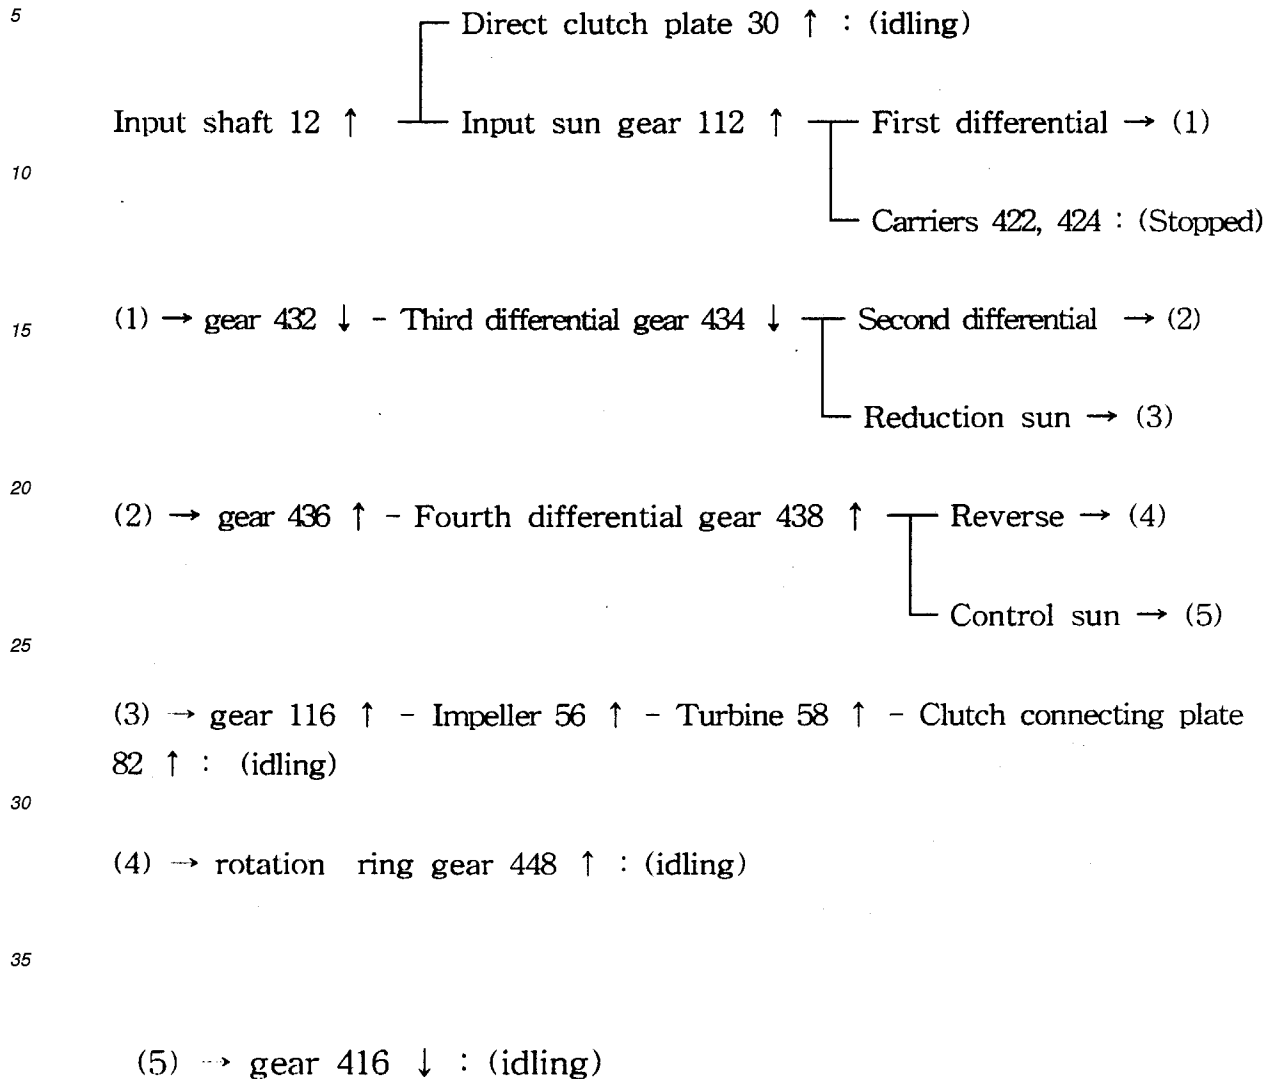 5
Direct clutch plate 30 ↑ : (idling)
Input shaft 12 ↑ Input sun gear 112 ↑ First differential → (1)
10
Carriers 422, 424 : (Stopped)
15
(1) → gear 432 ↓ - Third differential gear 434 ↓ Second differential → (2)
Reduction sun → (3)
20
(2) → gear 436 ↑ - Fourth differential gear 438 ↑ Reverse → (4)
Control sun → (5)
25
(3) → gear 116 ↑ - Impeller 56 ↑ - Turbine 58 ↑ - Clutch connecting plate
82 ↑ : (idling)
30
(4) → rotation ring gear 448 ↑ : (idling)
35
(5) → gear 416 ↓ : (idling)